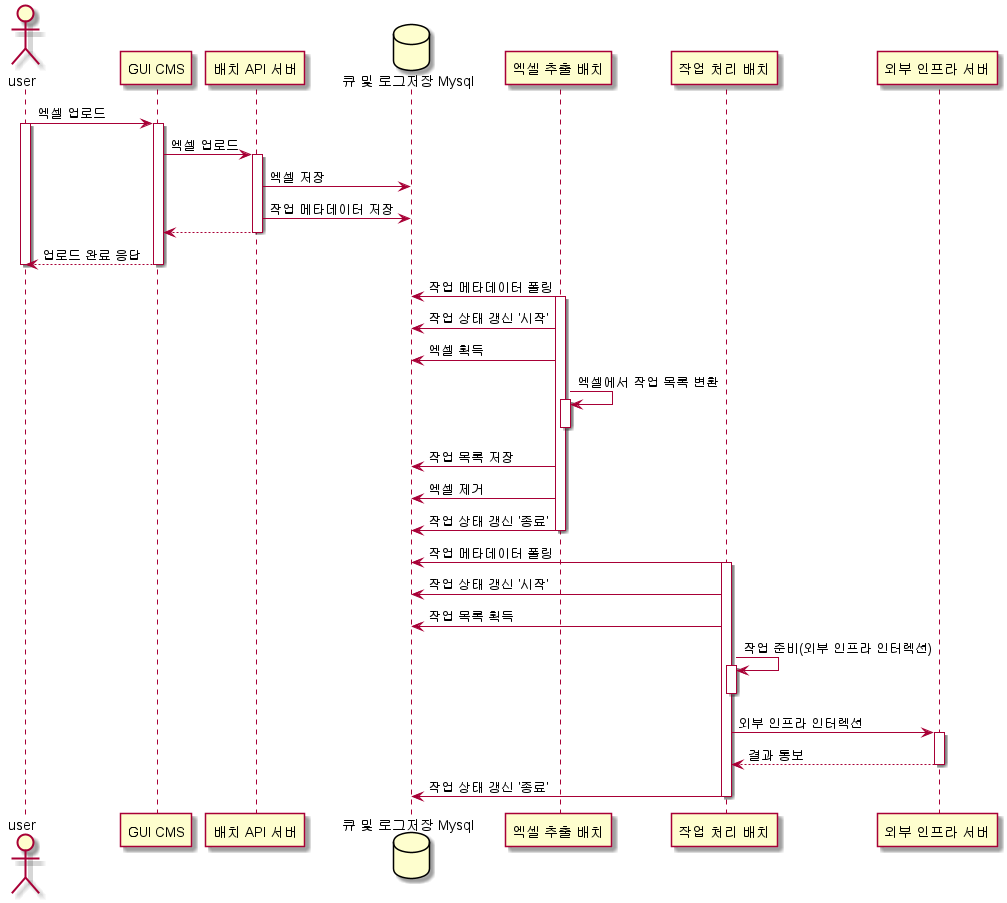 user
GUI CMS
배치 API 서버
큐 및 로그저장 Mysql
엑셀 추출 배치
작업 처리 배치
외부 인프라 서버
엑셀 업로드
엑셀 업로드
엑셀 저장
작업 메타데이터 저장
업로드 완료 응답
작업 메타데이터 폴링
작업 상태 갱신 '시작'
엑셀 획득
엑셀에서 작업 목록 변환
작업 목록 저장
엑셀 제거
작업 상태 갱신 '종료'
작업 메타데이터 폴링
작업 상태 갱신 '시작'
작업 목록 획득
작업 준비(외부 인프라 인터렉션)
외부 인프라 인터렉션
결과 통보
작업 상태 갱신 '종료'
user
GUI CMS
배치 API 서버
큐 및 로그저장 Mysql
엑셀 추출 배치
작업 처리 배치
외부 인프라 서버